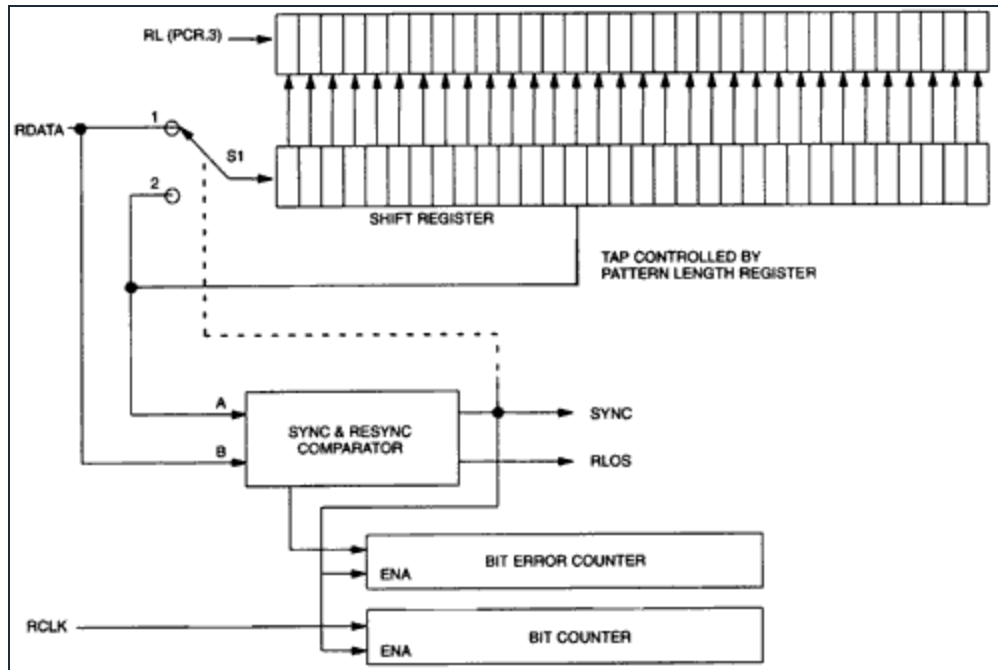 RL (PCR.3)
RDATA
1
S1
2
SHIFT REGISTER
TAP CONTROLLED BY
PATTERN LENGTH REGISTER
A
SYNC & RESYNC
COMPARATOR
B
SYNC
RLOS
BIT ERROR COUNTER
ENA
RCLK
BIT COUNTER
ENA